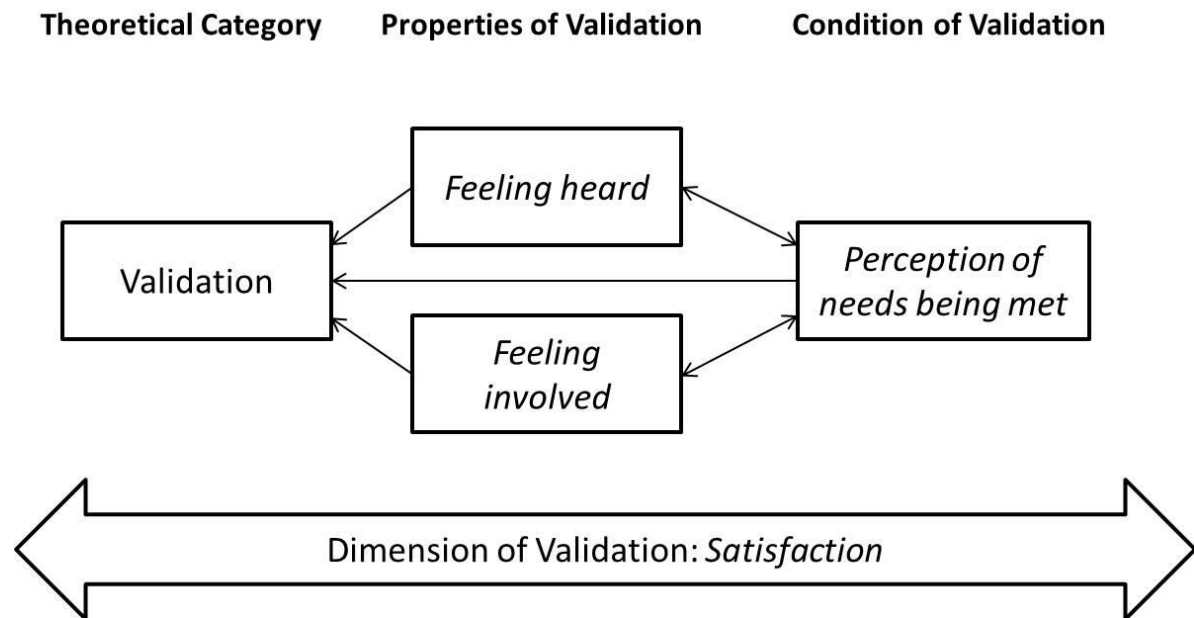 Theoretical Category Properties of Validation Condition of Validation
Feeling heard
Validation
Perception of
needs being met
Feeling
involved
Dimension of Validation: Satisfaction